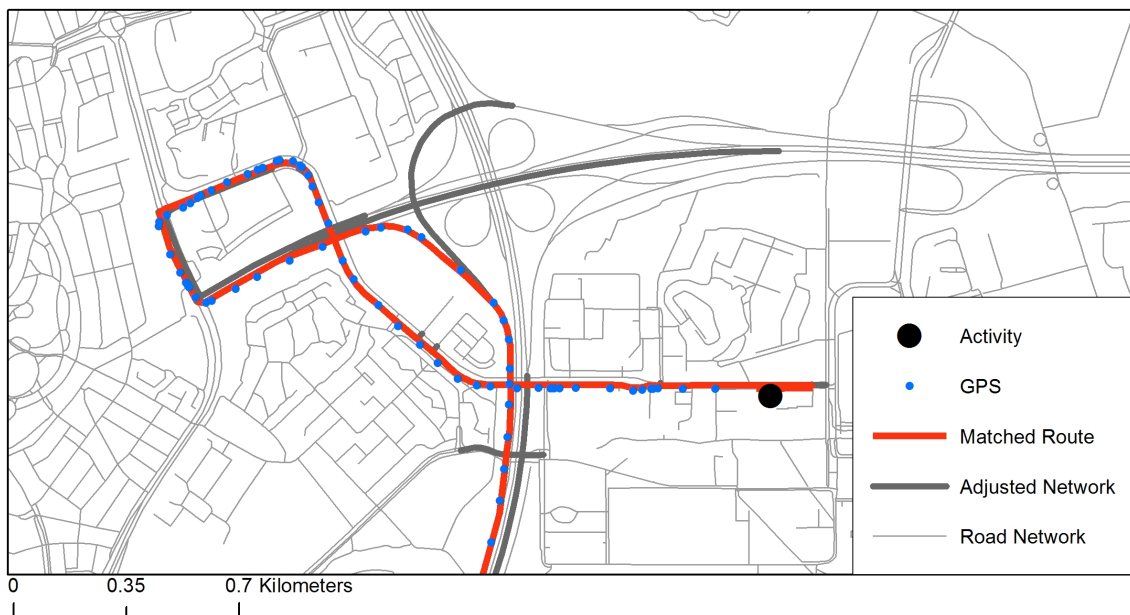 Activity
GPS
Matched Route
Adjusted Network
Road Network
0 0.35 0.7 Kilometers